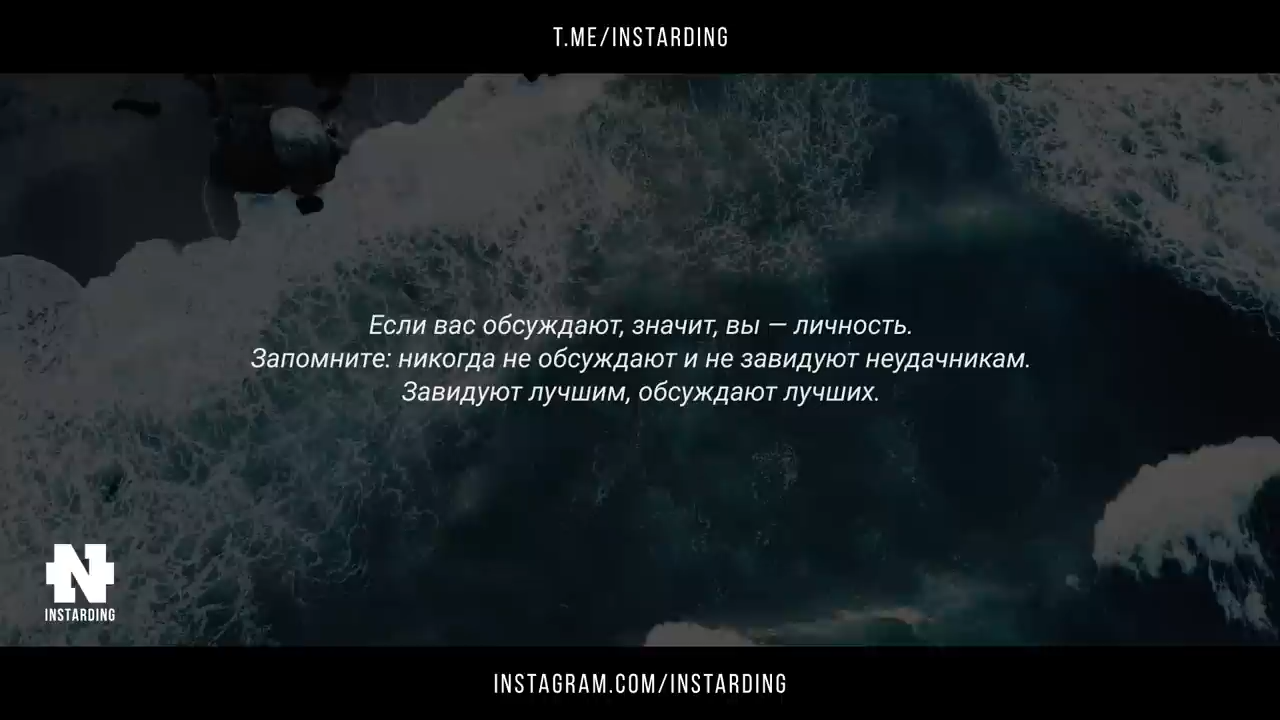 T.ME/INSTARDING
Если вас обсуждают, значит, вы — личность.
Запомните: никогда не обсуждают и не завидуют неудачникам.
Завидуют лучшим, обсуждают лучших.
N
INSTARDING
INSTAGRAM.COM/INSTARDING